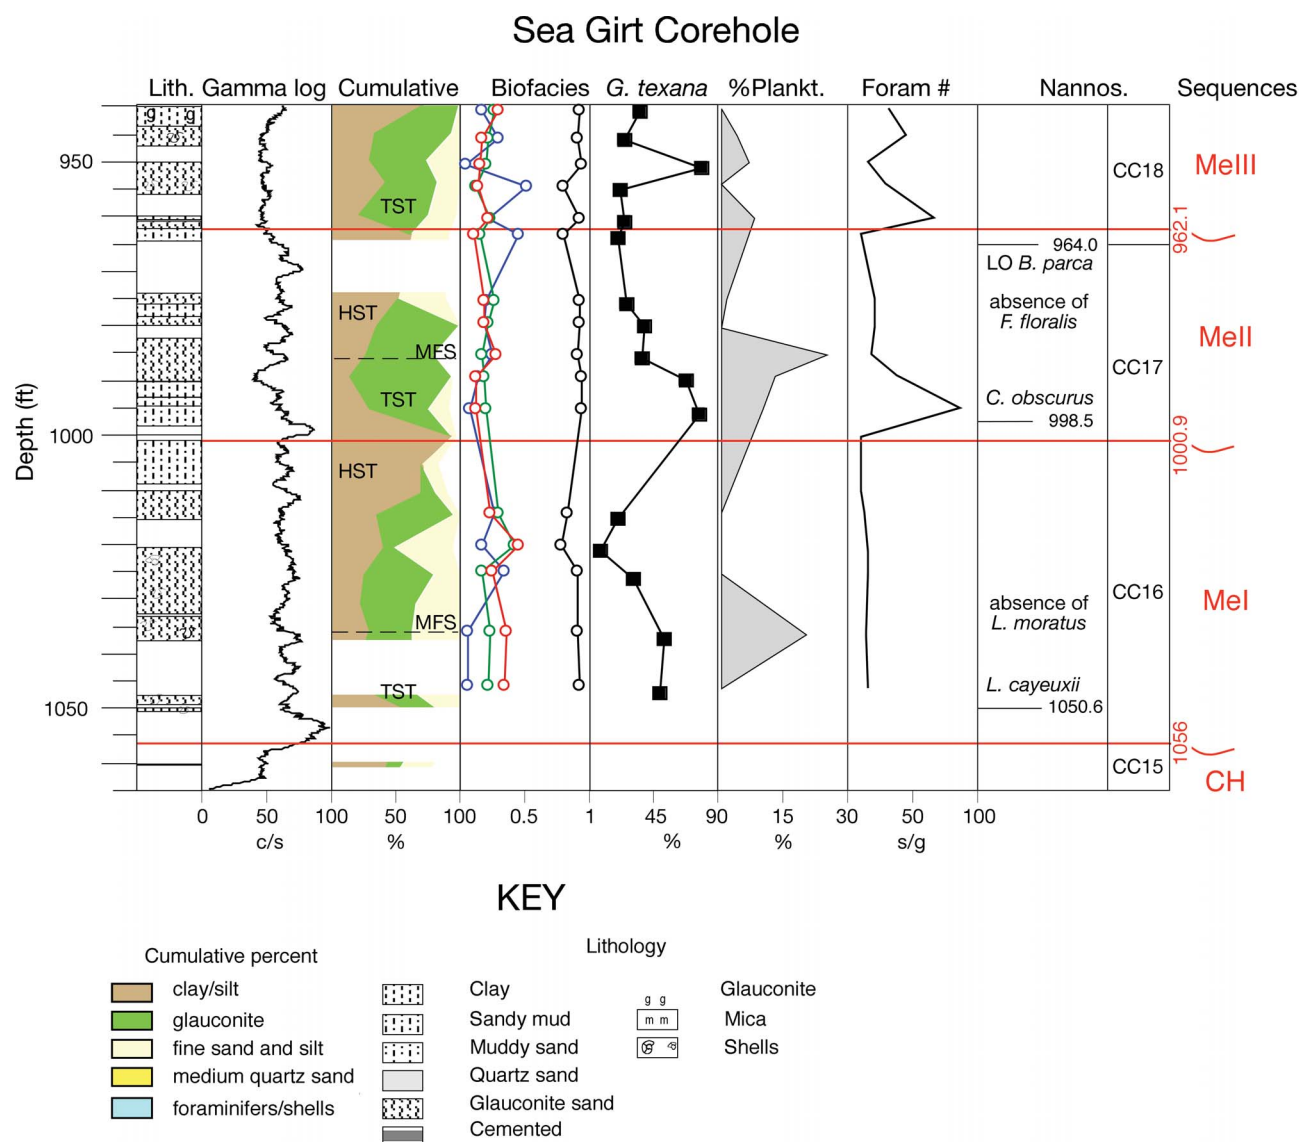 Sea Girt Corehole
Lith. Gamma log Cumulative Biofacies G. texana %Plankt. Foram # Nannos. Sequences
g g
950
CC18
MeIII
TST
962.1
964.0
LO B. parca
HST
absence of
F. floralis
MeII
MFS
CC17
Depth (ft)
TST
C. obscurus
998.5
1000
1000.9
HST
absence of
L. moratus
CC16
MeI
MFS
L. cayeuxii
TST
1050
1050.6
1056
CC15
CH
0 50 100 50 100 0.5 1 45 90 15 30 50 100
c/s % % % s/g
KEY
Cumulative percent
clay/silt
glauconite
fine sand and silt
medium quartz sand
foraminifers/shells
Lithology
Clay
Sandy mud
Muddy sand
Quartz sand
Glauconite sand
Cemented
g g
Glauconite
m m
Mica
Shells